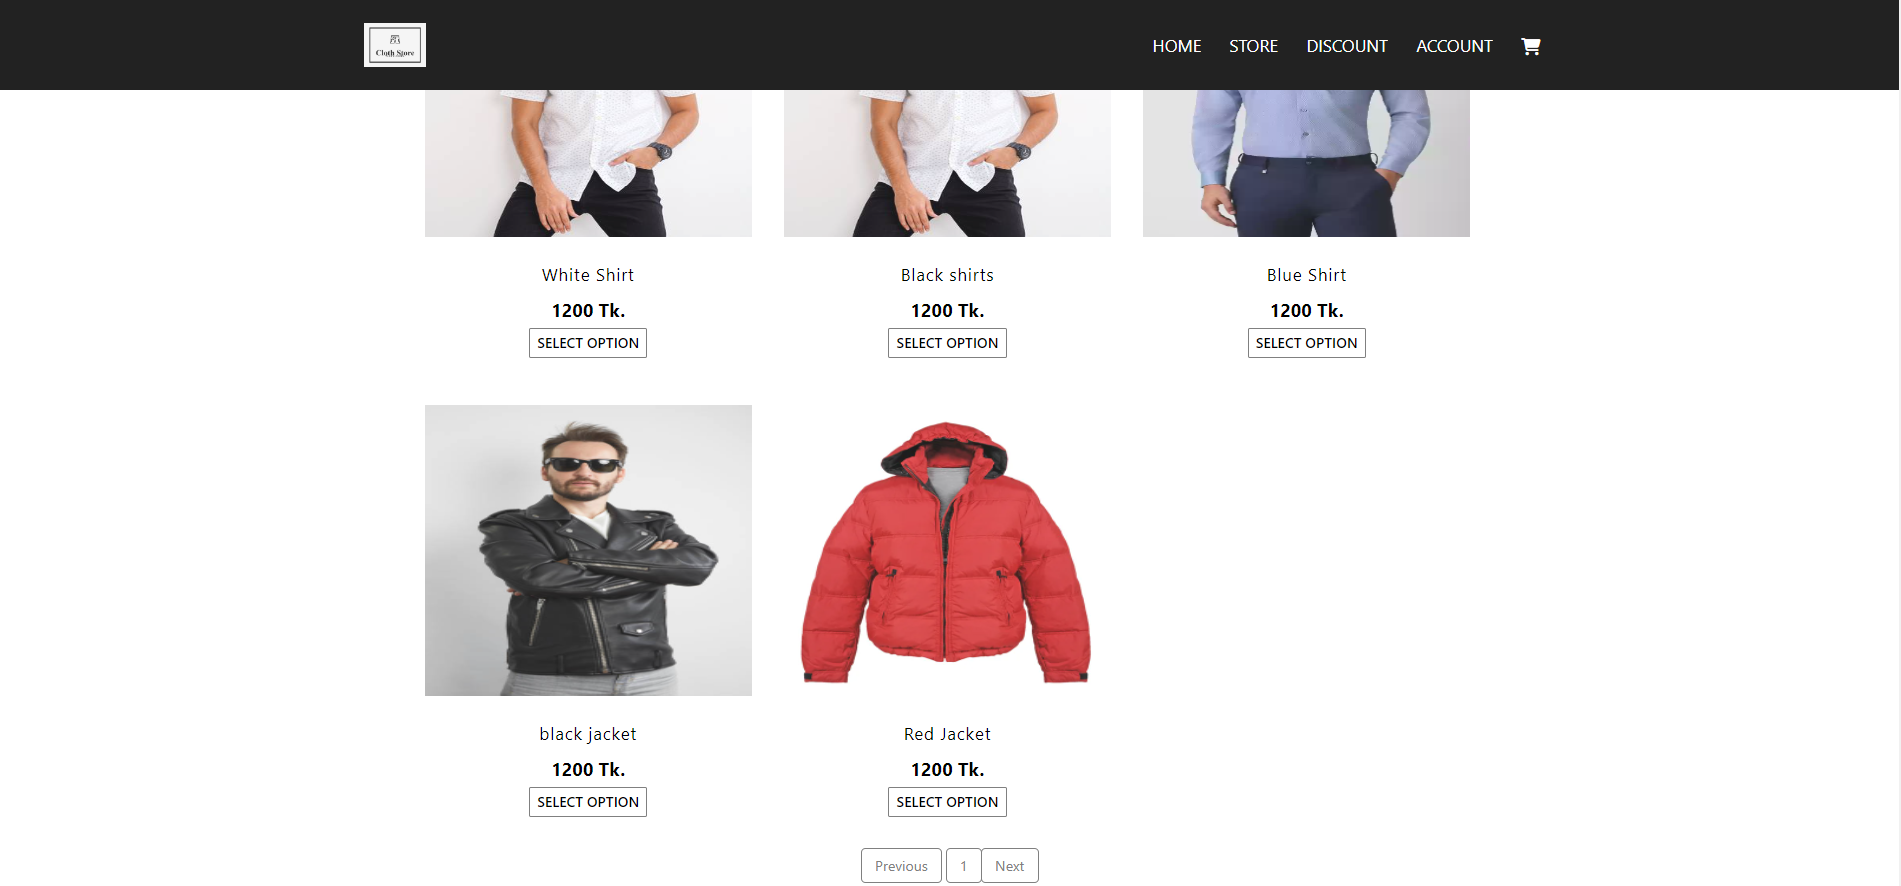 Cloth Store
HOME STORE DISCOUNT ACCOUNT
White Shirt
1200 Tk.
SELECT OPTION
Black shirts
1200 Tk.
SELECT OPTION
Blue Shirt
1200 Tk.
SELECT OPTION
black jacket
1200 Tk.
SELECT OPTION
Red Jacket
1200 Tk.
SELECT OPTION
Previous 1 Next